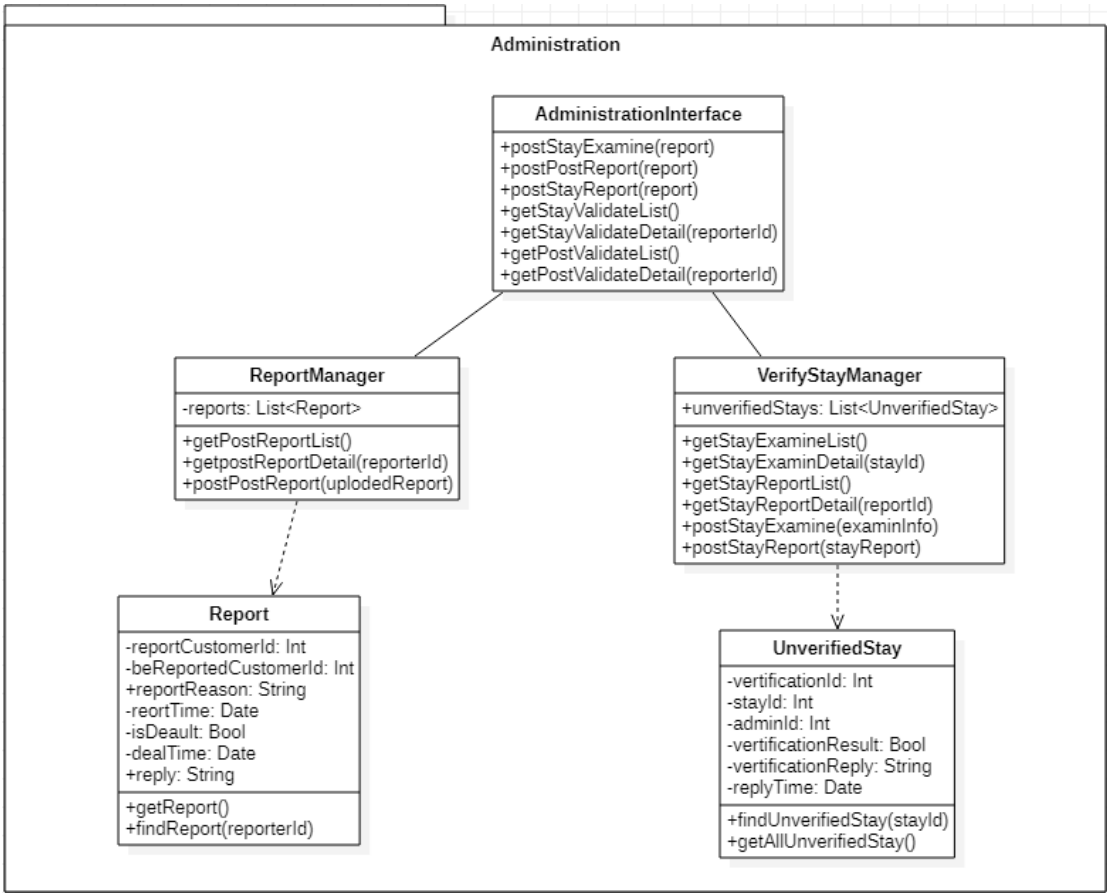 Administration
AdministrationInterface
+postStayExamine(report)
+postPostReport(report)
+postStayReport(report)
+getStayValidateList()
+getStayValidateDetail(reporterId)
+getPostValidateList()
+getPostValidateDetail(reporterId)
ReportManager
-reports: List<Report>
+getPostReportList()
+getpostReportDetail(reporterId)
+postPostReport(uplodedReport)
VerifyStayManager
+unverifiedStays: List<UnverifiedStay>
+getStayExamineList()
+getStayExaminDetail(stayId)
+getStayReportList()
+getStayReportDetail(reportId)
+postStayExamine(examinInfo)
+postStayReport(stayReport)
Report
-reportCustomerId: Int
-beReportedCustomerId: Int
+reportReason: String
-reortTime: Date
-isDeault: Bool
-dealTime: Date
+reply: String
+getReport()
+findReport(reporterId)
UnverifiedStay
-vertificationId: Int
-stayId: Int
-adminId: Int
-vertificationResult: Bool
-vertificationReply: String
-replyTime: Date
+findUnverifiedStay(stayId)
+getAllUnverifiedStay()